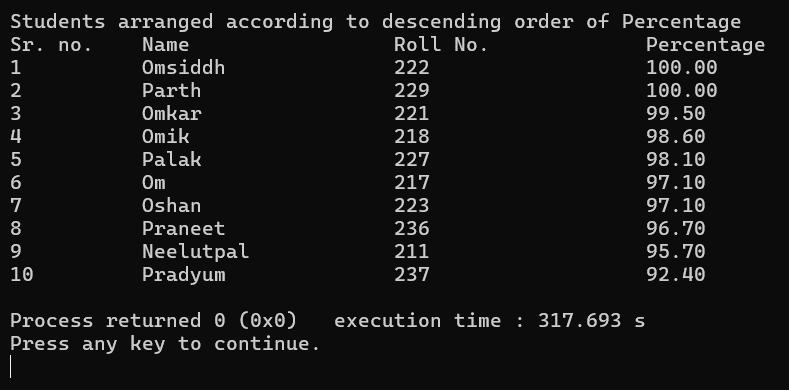 Students arranged according to descending order of Percentage
Sr. no. Name Roll No. Percentage
1 Omsiddh 222 100.00
2 Parth 229 100.00
3 Omkar 221 99.50
4 Omik 218 98.60
5 Palak 227 98.10
6 Om 217 97.10
7 Oshan 223 97.10
8 Praneet 236 96.70
9 Neelutpal 211 95.70
10 Pradyum 237 92.40
Process returned 0 (0x0) execution time : 317.693 s
Press any key to continue.